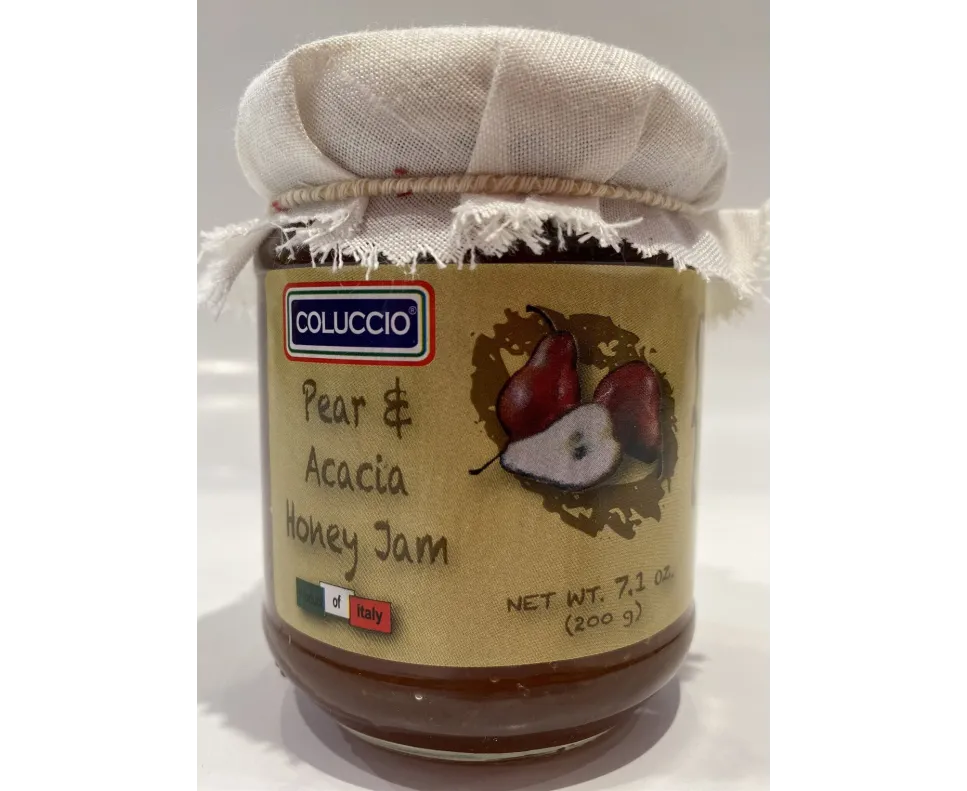 COLUCCIO®
Pear &
Acacia
Honey Jam
of italy
NET WT. 7.1 oz.
(200 g)